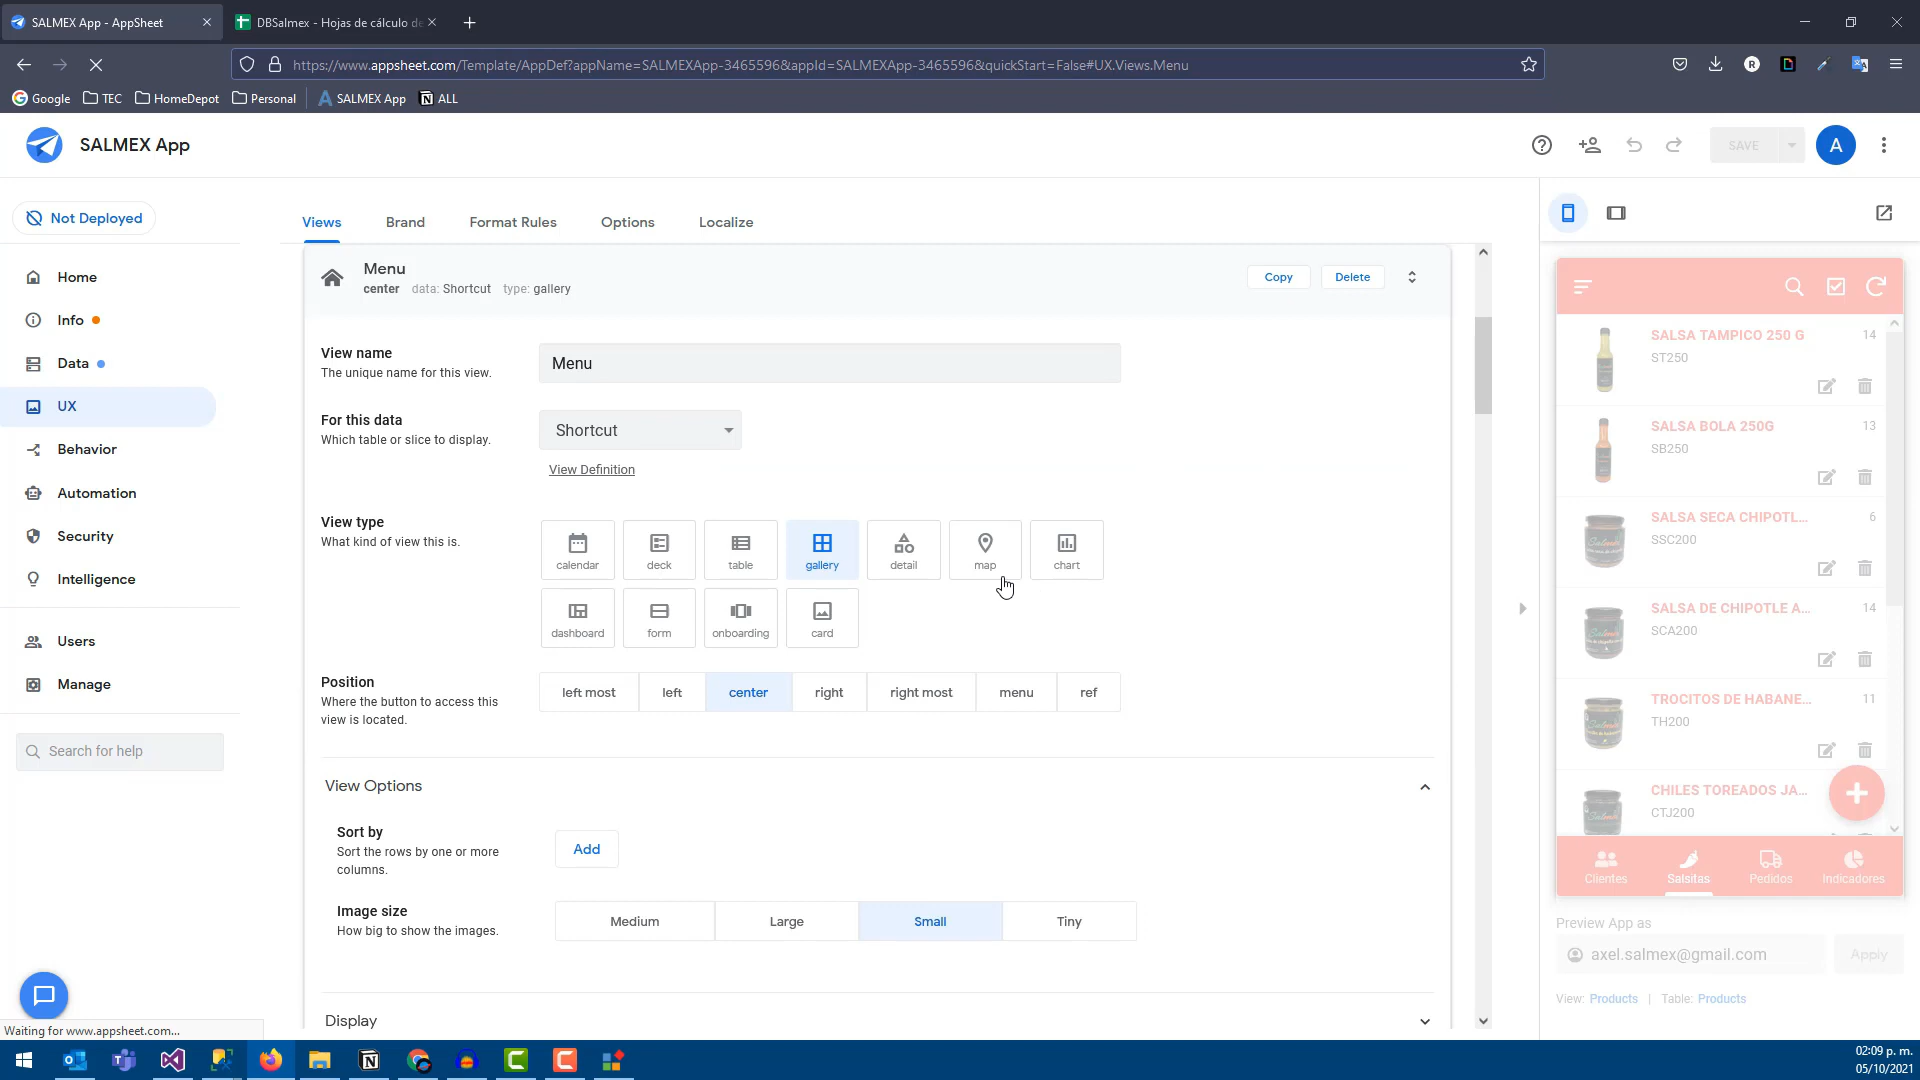 SALMEX App - AppSheet
DBSalmex - Hojas de cálculo de
https://www.appsheet.com/Template/AppDef?appName=SALMEXApp-3465596&appId=SALMEXApp-3465596&quickStart=False#UX.Views.Menu
Google TEC HomeDepot Personal SALMEX App ALL
SALMEX App
SAVE
A
Not Deployed
Home
Info
Data
UX
Behavior
Automation
Security
Intelligence
Users
Manage
Search for help
Waiting for www.appsheet.com...
Views Brand Format Rules Options Localize
Menu
center data: Shortcut type: gallery
Copy Delete
View name
The unique name for this view.
Menu
For this data
Which table or slice to display.
Shortcut
View Definition
View type
What kind of view this is.
calendar deck table gallery detail map chart
dashboard form onboarding card
Position
Where the button to access this
view is located.
left most left center right right most menu ref
View Options
Sort by
Sort the rows by one or more
columns.
Add
Image size
How big to show the images.
Medium Large Small Tiny
Display
SALSA TAMPICO 250 G 14
ST250
SALSA BOLA 250G 13
SB250
SALSA SECA CHIPOTL... 6
SSC200
SALSA DE CHIPOTLE A... 14
SCA200
TROCITOS DE HABANE... 11
TH200
CHILES TOREADOS JA...
CTJ200
Clientes Salsitas Pedidos Indicadores
Preview App as
axel.salmex@gmail.com Apply
View: Products | Table: Products
02:09 p. m.
05/10/2021